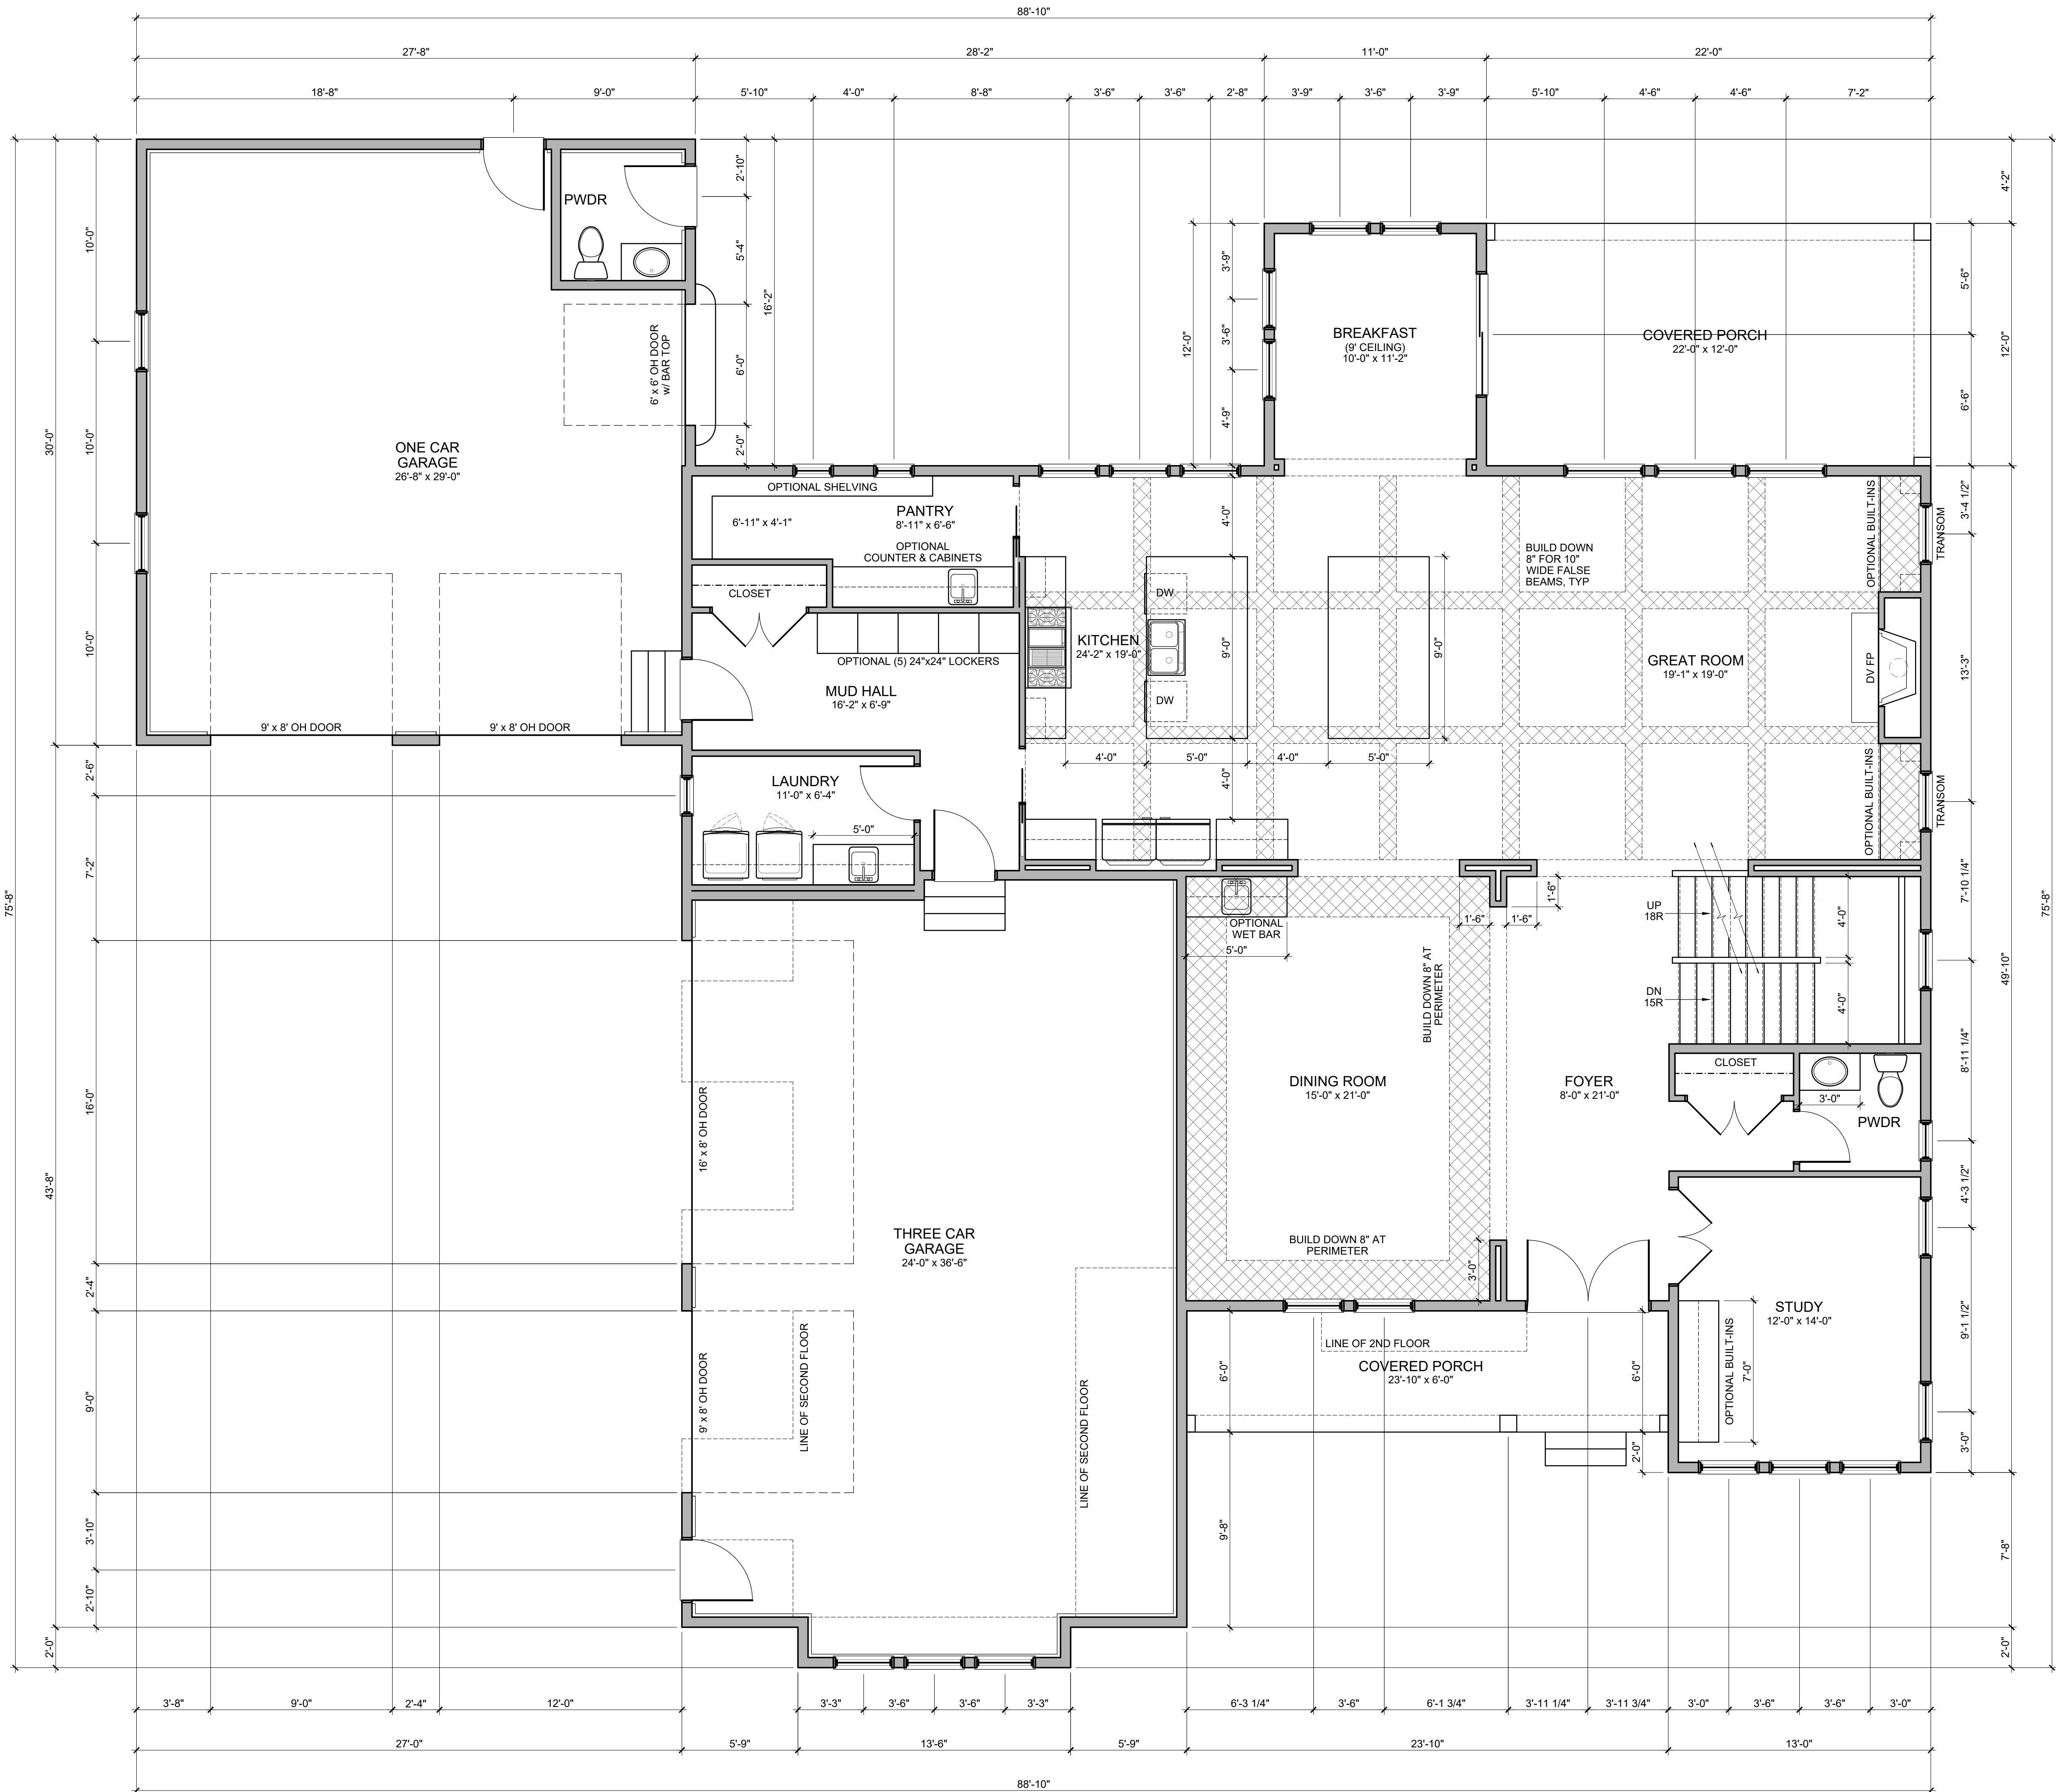 88'-10"
27'-8"
28'-2"
11'-0"
22'-0"
18'-8"
9'-0"
5'-10"
4'-0"
8'-8"
3'-6"
3'-6"
2'-8"
3'-9"
3'-6"
3'-9"
5'-10"
4'-6"
4'-6"
7'-2"
75'-8"
30'-0"
43'-8"
2'-0"
10'-0"
10'-0"
10'-0"
2'-6"
7'-2"
16'-0"
2'-4"
9'-0"
3'-10"
2'-10"
2'-10"
5'-4"
6'-0"
2'-0"
16'-2"
PWDR
6' x 6' OH DOOR
w/ BAR TOP
ONE CAR
GARAGE
26'-8" x 29'-0"
9' x 8' OH DOOR
9' x 8' OH DOOR
12'-0"
3'-9"
3'-6"
4'-9"
BREAKFAST
(9' CEILING)
10'-0" x 11'-2"
COVERED PORCH
22'-0" x 12'-0"
OPTIONAL SHELVING
6'-11" x 4'-1"
PANTRY
8'-11" x 6'-6"
OPTIONAL
COUNTER & CABINETS
CLOSET
OPTIONAL (5) 24"x24" LOCKERS
MUD HALL
16'-2" x 6'-9"
LAUNDRY
11'-0" x 6'-4"
5'-0"
4'-0"
9'-0"
4'-0"
DW
DW
KITCHEN
24'-2" x 19'-0"
9'-0"
4'-0"
5'-0"
4'-0"
5'-0"
BUILD DOWN
8" FOR 10"
WIDE FALSE
BEAMS, TYP
GREAT ROOM
19'-1" x 19'-0"
OPTIONAL BUILT-INS
TRANSOM
DV FP
OPTIONAL BUILT-INS
TRANSOM
OPTIONAL
WET BAR
5'-0"
1'-6"
1'-6"
1'-6"
BUILD DOWN 8" AT
PERIMETER
UP
18R
DN
15R
4'-0"
4'-0"
DINING ROOM
15'-0" x 21'-0"
FOYER
8'-0" x 21'-0"
CLOSET
3'-0"
PWDR
16' x 8' OH DOOR
THREE CAR
GARAGE
24'-0" x 36'-6"
9' x 8' OH DOOR
LINE OF SECOND FLOOR
LINE OF SECOND FLOOR
BUILD DOWN 8" AT
PERIMETER
3'-0"
LINE OF 2ND FLOOR
COVERED PORCH
23'-10" x 6'-0"
6'-0"
9'-8"
6'-0"
2'-0"
STUDY
12'-0" x 14'-0"
OPTIONAL BUILT-INS
7'-0"
5'-6"
6'-6"
3'-4 1/2"
13'-3"
7'-10 1/4"
8'-11 1/4"
4'-3 1/2"
9'-1 1/2"
3'-0"
4'-2"
12'-0"
49'-10"
7'-8"
2'-0"
75'-8"
3'-8"
9'-0"
2'-4"
12'-0"
3'-3"
3'-6"
3'-6"
3'-3"
6'-3 1/4"
3'-6"
6'-1 3/4"
3'-11 1/4"
3'-11 3/4"
3'-0"
3'-6"
3'-6"
3'-0"
27'-0"
5'-9"
13'-6"
5'-9"
23'-10"
13'-0"
88'-10"